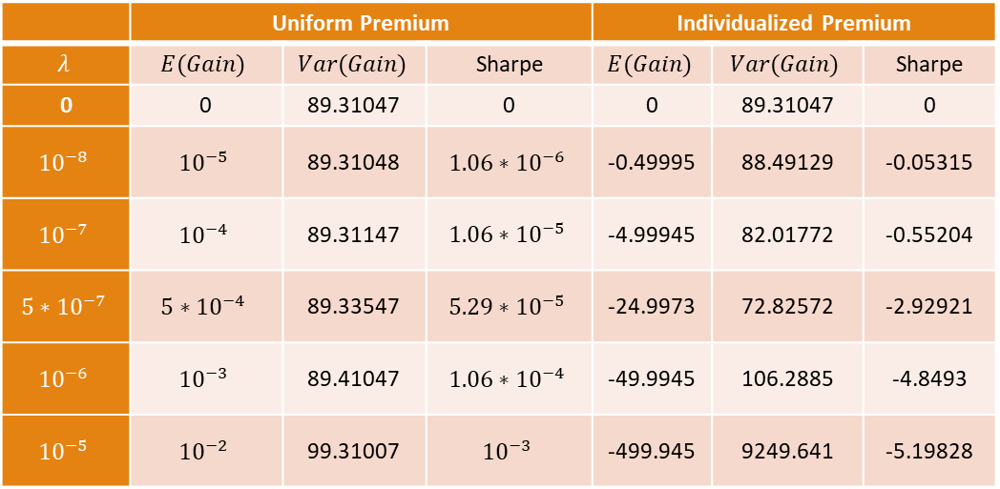 Uniform Premium Individualized Premium
λ E(Gain) Var(Gain) Sharpe E(Gain) Var(Gain) Sharpe
0 0 89.31047 0 0 89.31047 0
10⁻⁸ 10⁻⁵ 89.31048 1.06 * 10⁻⁶ -0.49995 88.49129 -0.05315
10⁻⁷ 10⁻⁴ 89.31147 1.06 * 10⁻⁵ -4.99945 82.01772 -0.55204
5 * 10⁻⁷ 5 * 10⁻⁴ 89.33547 5.29 * 10⁻⁵ -24.9973 72.82572 -2.92921
10⁻⁶ 10⁻³ 89.41047 1.06 * 10⁻⁴ -49.9945 106.2885 -4.8493
10⁻⁵ 10⁻² 99.31007 10⁻³ -499.945 9249.641 -5.19828